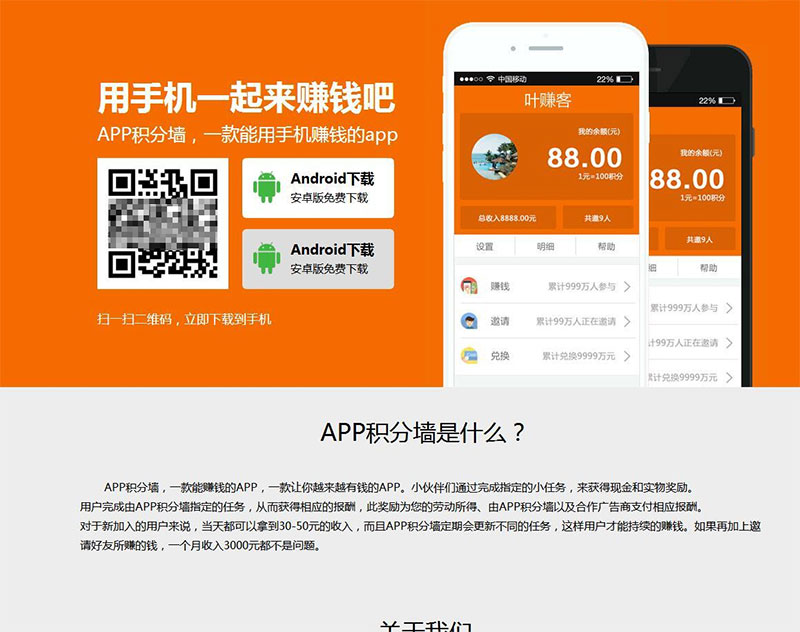 用手机一起来赚钱吧
APP积分墙，一款能用手机赚钱的app
Android下载
安卓版免费下载
Android下载
安卓版免费下载
扫一扫二维码，立即下载到手机
中国移动 22%
叶赚客
我的余额(元)
88.00
1元=100积分
总收入8888.00元 共邀9人
设置 明细 帮助
赚钱 累计999万人参与
邀请 累计99万人正在邀请
兑换 累计兑换9999万元
22%
我的余额(元)
88.00
1元=100积分
共邀9人
细 帮助
累计999万人参与
计99万人正在邀请
计兑换9999万元
APP积分墙是什么？
APP积分墙，一款能赚钱的APP，一款让你越来越有钱的APP。小伙伴们通过完成指定的小任务，来获得现金和实物奖励。
用户完成由APP积分墙指定的任务，从而获得相应的报酬，此奖励为您的劳动所得、由APP积分墙以及合作广告商支付相应报酬。
对于新加入的用户来说，当天都可以拿到30-50元的收入，而且APP积分墙定期会更新不同的任务，这样用户才能持续的赚钱。如果再加上邀
请好友所赚的钱，一个月收入3000元都不是问题。
关于我们